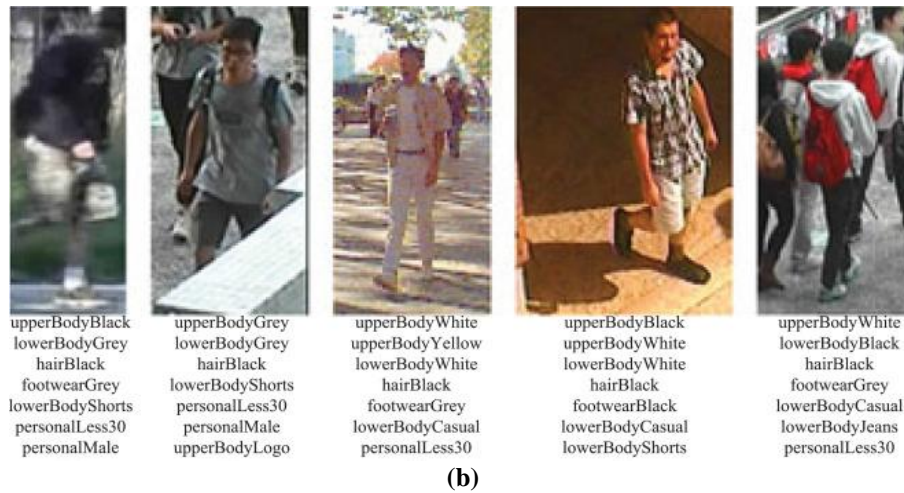 upperBodyBlack
lowerBodyGrey
hairBlack
footwearGrey
lowerBodyShorts
personalLess30
personalMale
upperBodyGrey
lowerBodyGrey
hairBlack
lowerBodyShorts
personalLess30
personalMale
upperBodyLogo
upperBodyWhite
upperBodyYellow
lowerBodyWhite
hairBlack
footwearGrey
lowerBodyCasual
personalLess30
upperBodyBlack
upperBodyWhite
lowerBodyWhite
hairBlack
footwearBlack
lowerBodyCasual
lowerBodyShorts
upperBodyWhite
lowerBodyBlack
hairBlack
footwearGrey
lowerBodyCasual
lowerBodyJeans
personalLess30
(b)